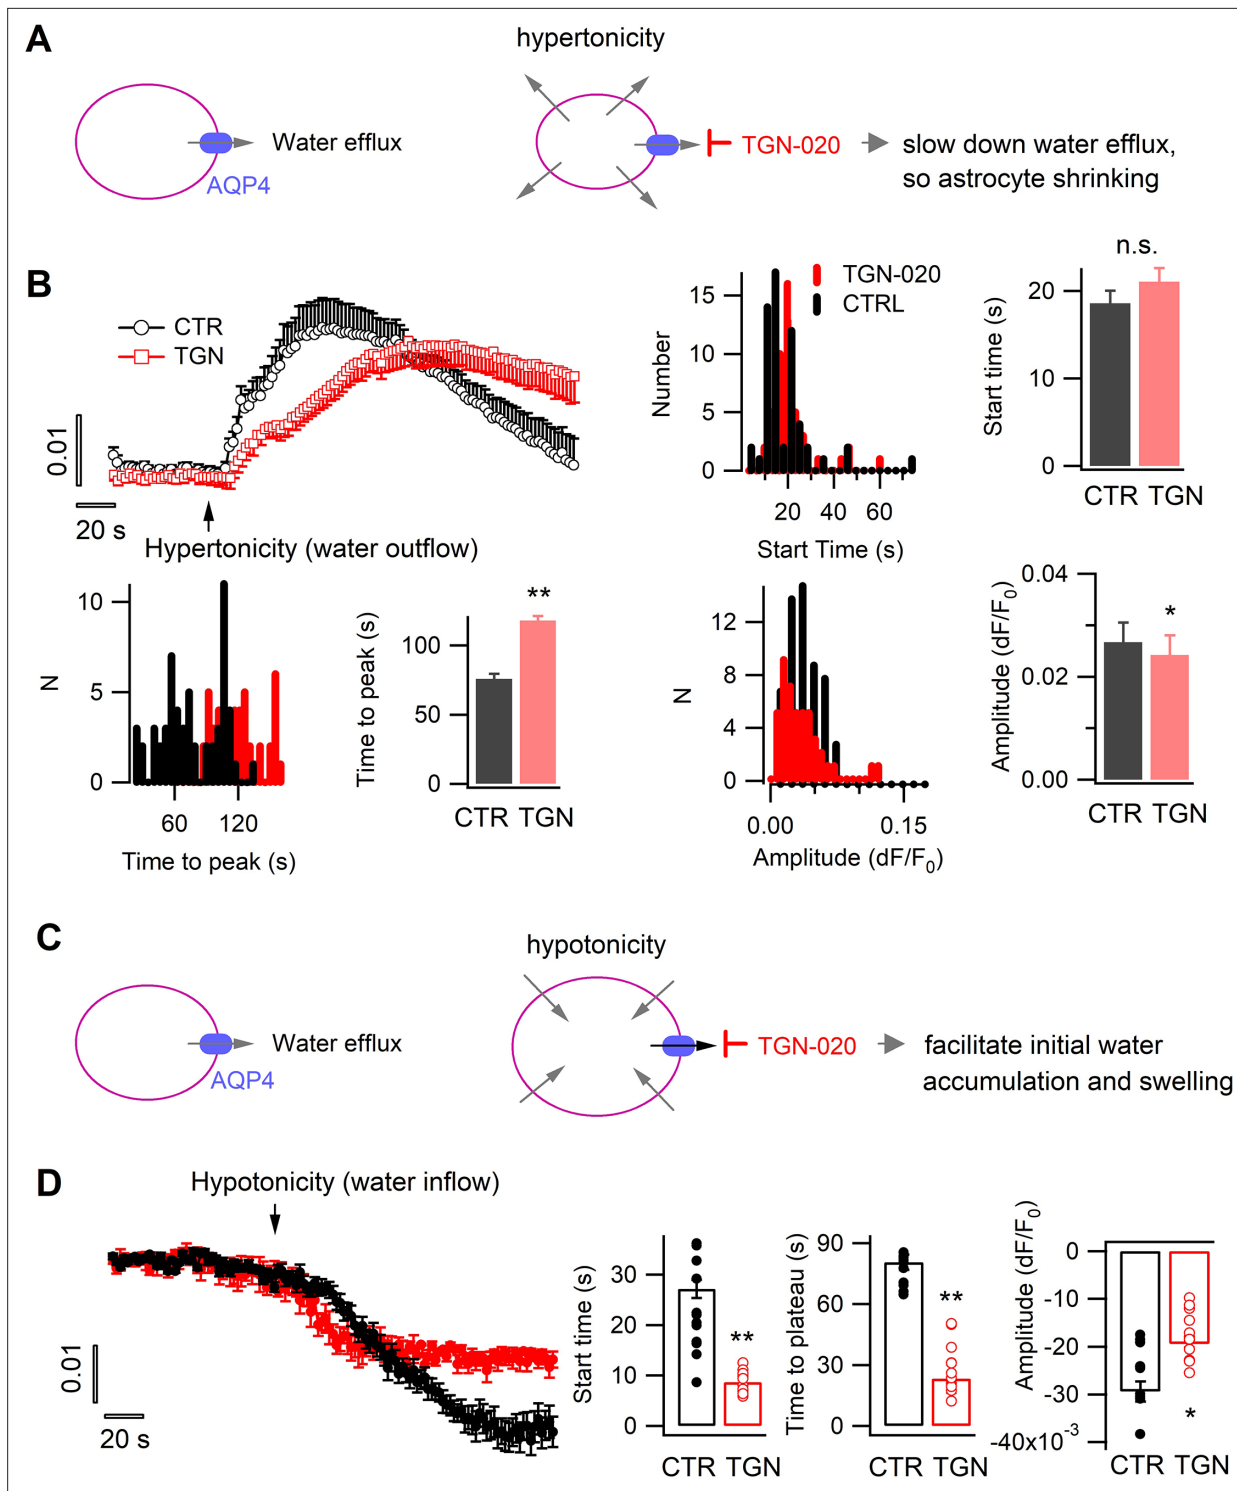 A
hypertonicity
Water efflux
AQP4
TGN-020
slow down water efflux,
so astrocyte shrinking
B
CTR
TGN
0.01
20 s
Hypertonicity (water outflow)
TGN-020
CTRL
Number
15
10
5
0
20 40 60
Start Time (s)
n.s.
Start time (s)
20
10
0
CTR TGN
N
10
5
0
60 120
Time to peak (s)
**
Time to peak (s)
100
50
0
CTR TGN
N
12
8
4
0
0.00 0.15
Amplitude (dF/F0)
*
Amplitude (dF/F0)
0.04
0.02
0.00
CTR TGN
C
hypotonicity
Water efflux
AQP4
TGN-020
facilitate initial water
accumulation and swelling
D
Hypotonicity (water inflow)
0.01
20 s
Start time (s)
30
20
10
0
**
CTR TGN
Time to plateau (s)
90
60
30
0
**
CTR TGN
Amplitude (dF/F0)
0
-10
-20
-30
-40x10-3
*
CTR TGN